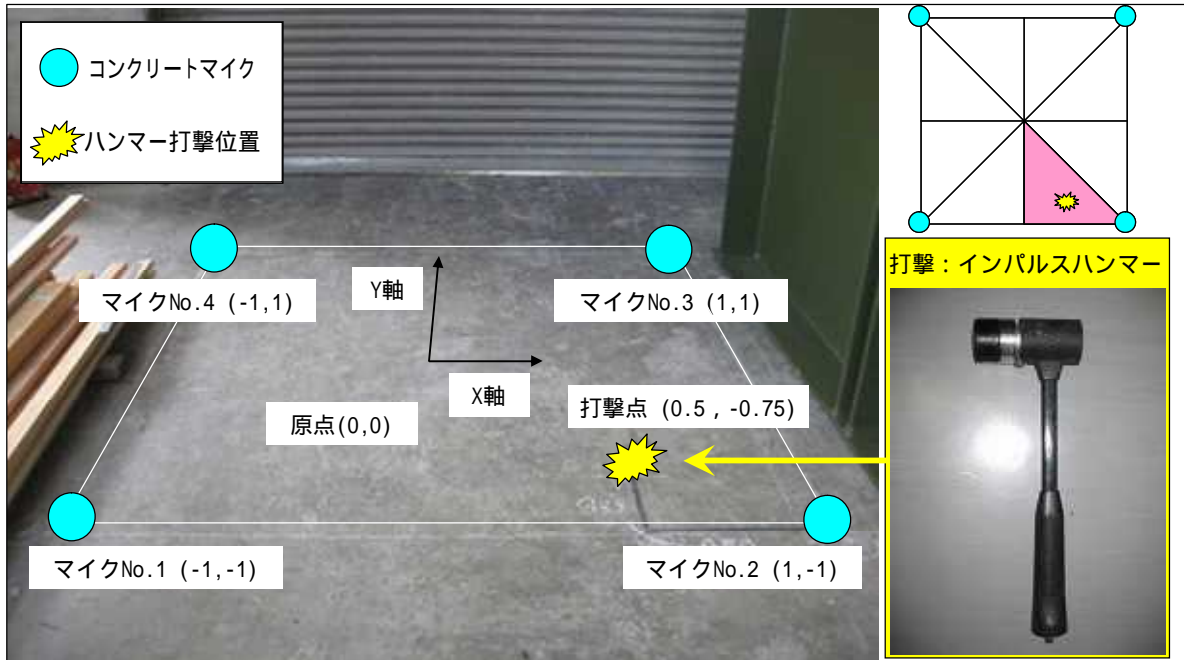 コンクリートマイク
ハンマー打撃位置
打撃：インパルスハンマー
マイクNo.4 (-1,1)
Y軸
マイクNo.3 (1,1)
X軸
打撃点 (0.5 , -0.75)
原点(0,0)
マイクNo.1 (-1,-1)
マイクNo.2 (1,-1)